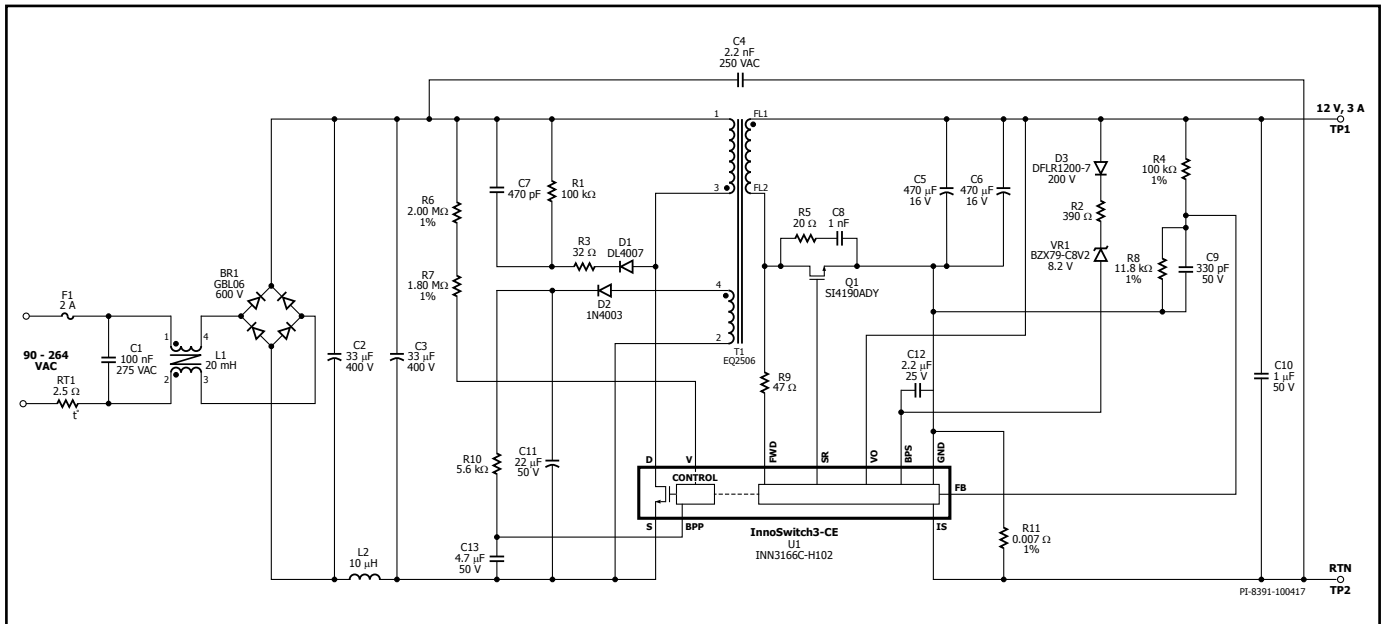 C4
2.2 nF
250 VAC
1
FL1
12 V, 3 A
TP1
3
FL2
C7
470 pF
R1
100 kΩ
R6
2.00 MΩ
1%
R3
32 Ω
D1
DL4007
R5
20 Ω
C8
1 nF
C5
470 µF
16 V
C6
470 µF
16 V
D3
DFLR1200-7
200 V
R2
390 Ω
VR1
BZX79-C8V2
8.2 V
R4
100 kΩ
1%
R8
11.8 kΩ
1%
C9
330 pF
50 V
Q1
SI4190ADY
BR1
GBL06
600 V
R7
1.80 MΩ
1%
D2
1N4003
4
2
T1
EQ2506
F1
2 A
90 - 264
VAC
RT1
2.5 Ω
t°
C1
100 nF
275 VAC
1
4
2
3
L1
20 mH
C2
33 µF
400 V
C3
33 µF
400 V
R9
47 Ω
C12
2.2 µF
25 V
C10
1 µF
50 V
R10
5.6 kΩ
C11
22 µF
50 V
D
V
FWD
SR
VO
BPS
GND
CONTROL
FB
S
BPP
IS
InnoSwitch3-CE
U1
INN3166C-H102
R11
0.007 Ω
1%
C13
4.7 µF
50 V
L2
10 µH
RTN
TP2
PI-8391-100417